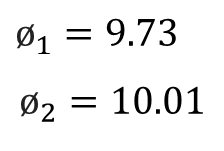 ø₁ = 9.73
ø₂ = 10.01